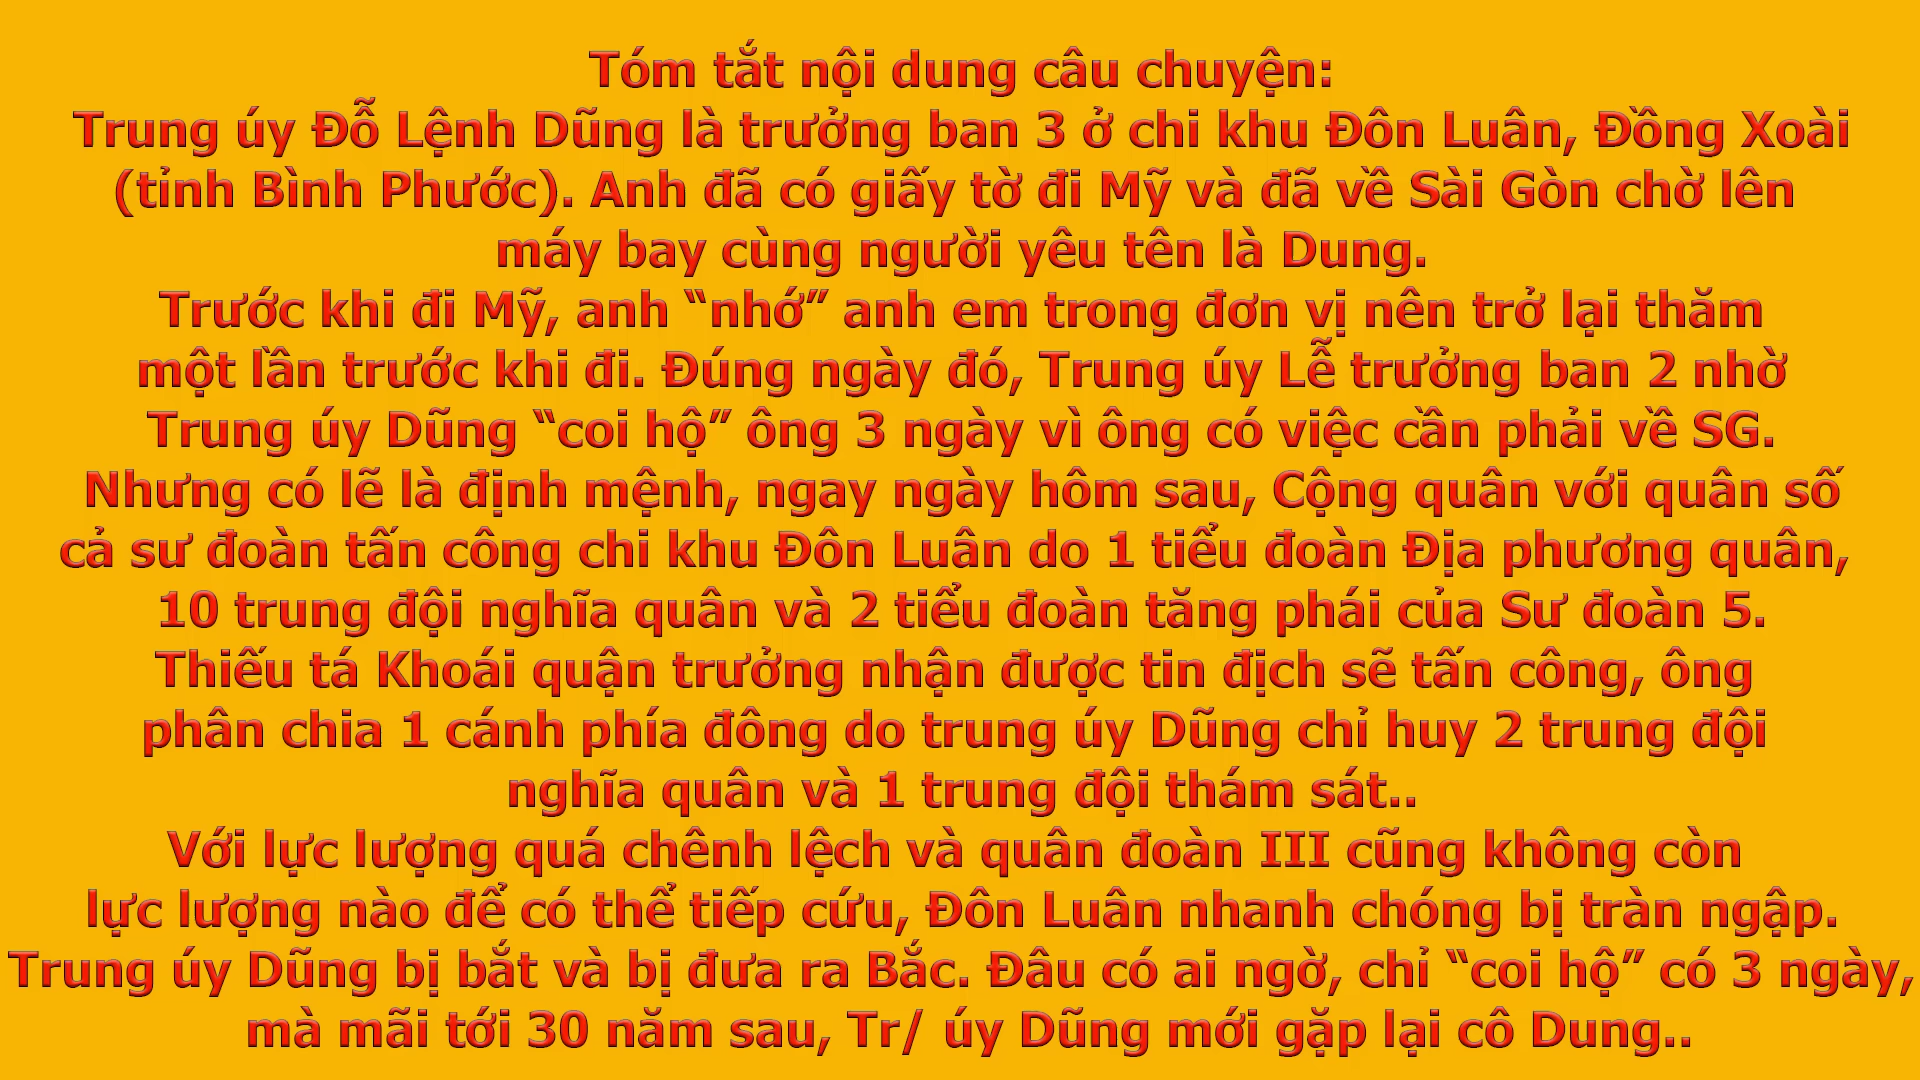 Tóm tắt nội dung câu chuyện:
Trung úy Đỗ Lệnh Dũng là trưởng ban 3 ở chi khu Đôn Luân, Đồng Xoài
(tỉnh Bình Phước). Anh đã có giấy tờ đi Mỹ và đã về Sài Gòn chờ lên
máy bay cùng người yêu tên là Dung.
Trước khi đi Mỹ, anh “nhớ” anh em trong đơn vị nên trở lại thăm
một lần trước khi đi. Đúng ngày đó, Trung úy Lễ trưởng ban 2 nhờ
Trung úy Dũng “coi hộ” ông 3 ngày vì ông có việc cần phải về SG.
Nhưng có lẽ là định mệnh, ngay ngày hôm sau, Cộng quân với quân số
cả sư đoàn tấn công chi khu Đôn Luân do 1 tiểu đoàn Địa phương quân,
10 trung đội nghĩa quân và 2 tiểu đoàn tăng phái của Sư đoàn 5.
Thiếu tá Khoái quận trưởng nhận được tin địch sẽ tấn công, ông
phân chia 1 cánh phía đông do trung úy Dũng chỉ huy 2 trung đội
nghĩa quân và 1 trung đội thám sát..
Với lực lượng quá chênh lệch và quân đoàn III cũng không còn
lực lượng nào để có thể tiếp cứu, Đôn Luân nhanh chóng bị tràn ngập.
Trung úy Dũng bị bắt và bị đưa ra Bắc. Đâu có ai ngờ, chỉ “coi hộ” có 3 ngày,
mà mãi tới 30 năm sau, Tr/ úy Dũng mới gặp lại cô Dung..